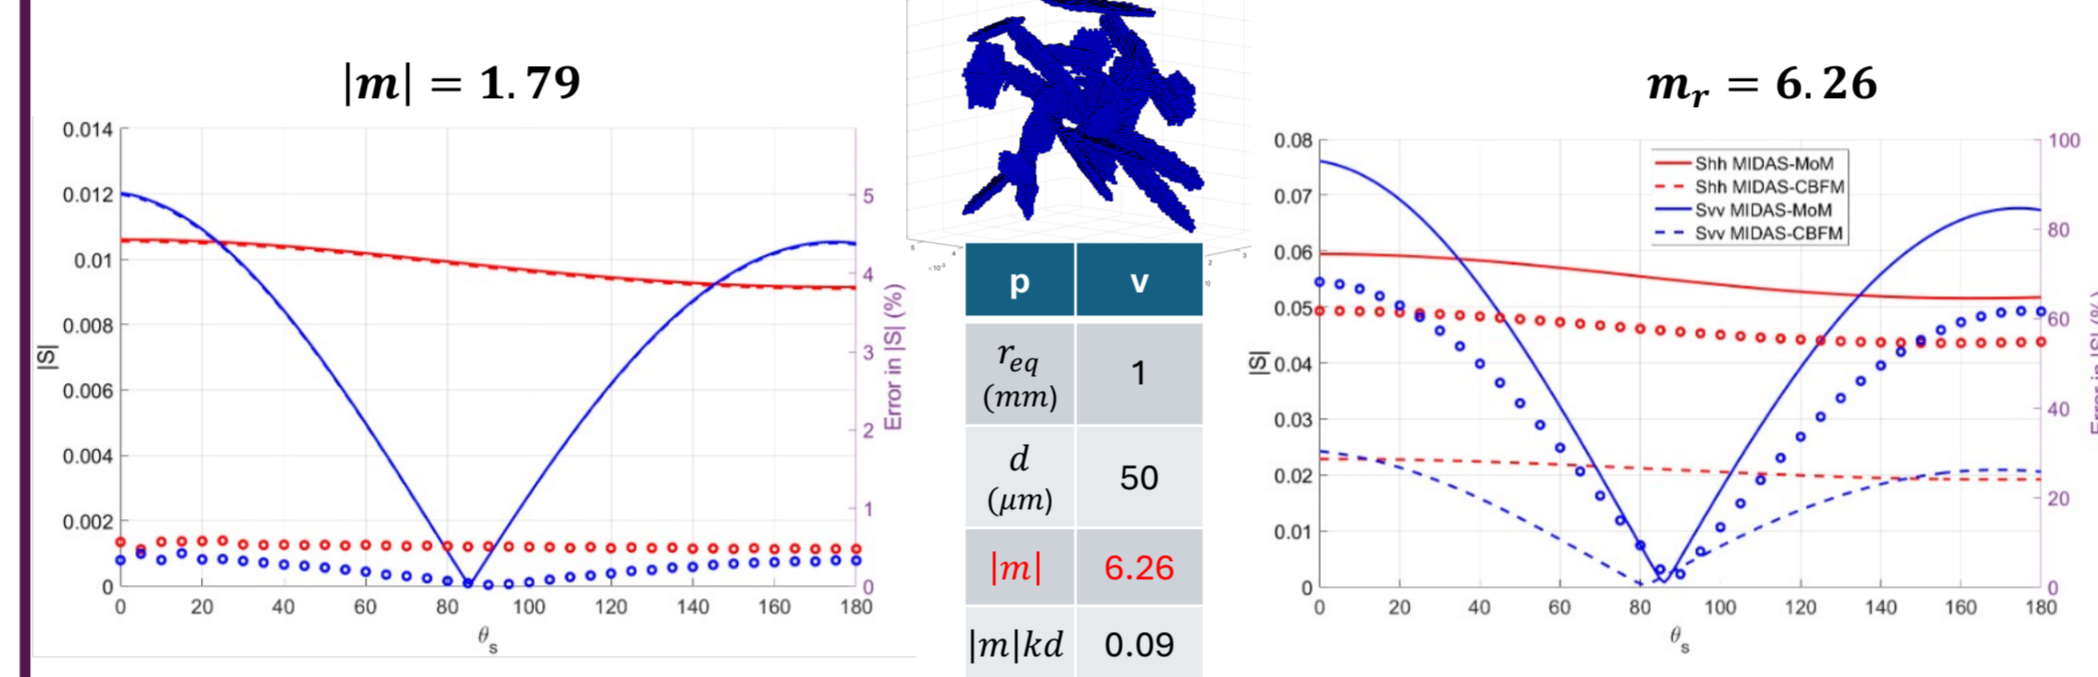 |m| = 1.79
0.014
0.012
0.01
0.008
0.006
0.004
0.002
0
|S|
5
4
3
2
1
0
Error in |S| (%)
0 20 40 60 80 100 120 140 160 180
θs
p v
req (mm) 1
d (μm) 50
|m| 6.26
|m|kd 0.09
mr = 6.26
0.08
0.07
0.06
0.05
0.04
0.03
0.02
0.01
0
|S|
Shh MIDAS-MoM
Shh MIDAS-CBFM
Svv MIDAS-MoM
Svv MIDAS-CBFM
100
80
60
40
20
0
Error in |S| (%)
0 20 40 60 80 100 120 140 160 180
θs